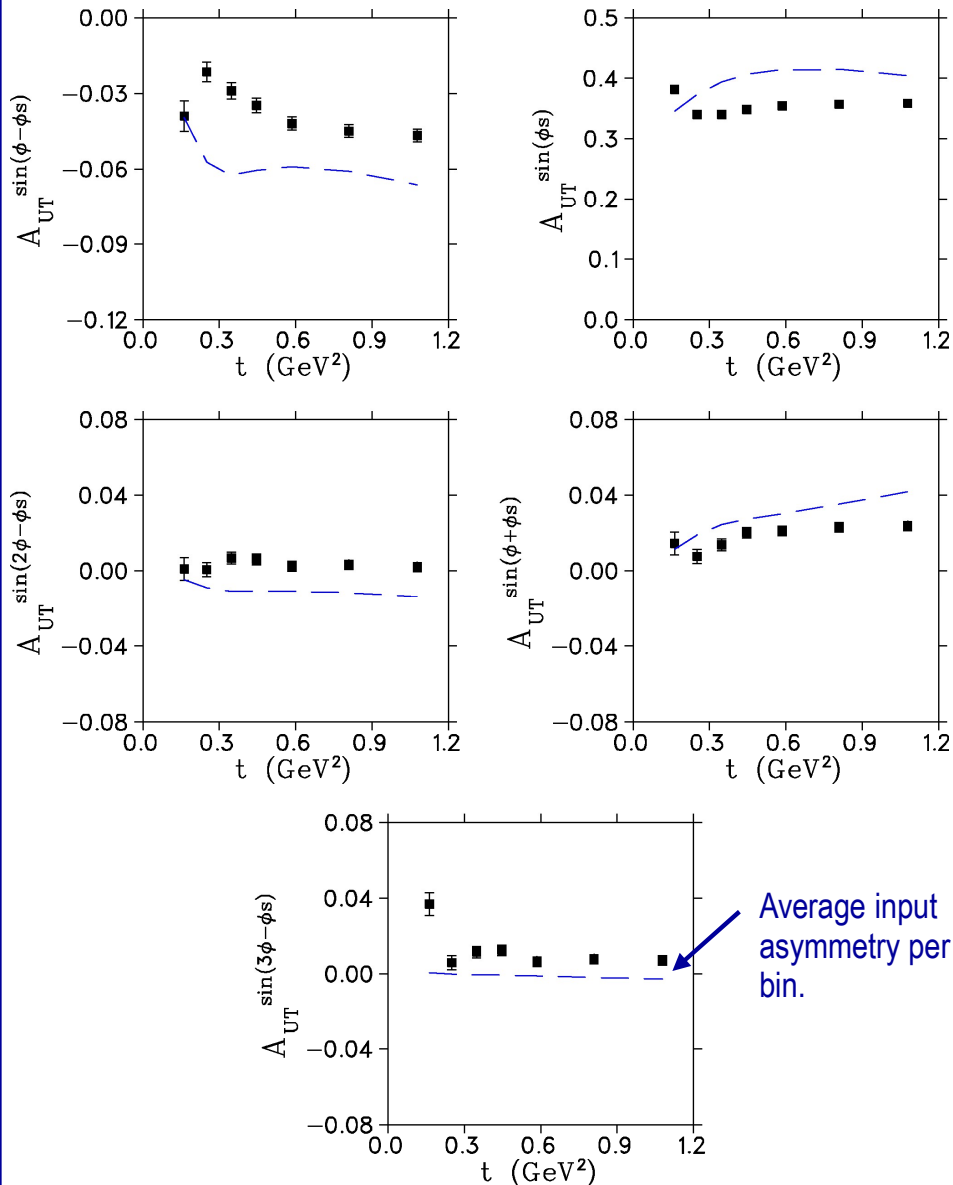 0.00
−0.03
−0.06
−0.09
−0.12
A_UT^sin(ϕ−ϕs)
0.0 0.3 0.6 0.9 1.2
t (GeV²)
0.5
0.4
0.3
0.2
0.1
0.0
A_UT^sin(ϕs)
0.0 0.3 0.6 0.9 1.2
t (GeV²)
0.08
0.04
0.00
−0.04
−0.08
A_UT^sin(2ϕ−ϕs)
0.0 0.3 0.6 0.9 1.2
t (GeV²)
0.08
0.04
0.00
−0.04
−0.08
A_UT^sin(ϕ+ϕs)
0.0 0.3 0.6 0.9 1.2
t (GeV²)
0.08
0.04
0.00
−0.04
−0.08
A_UT^sin(3ϕ−ϕs)
0.0 0.3 0.6 0.9 1.2
t (GeV²)
Average input
asymmetry per
bin.